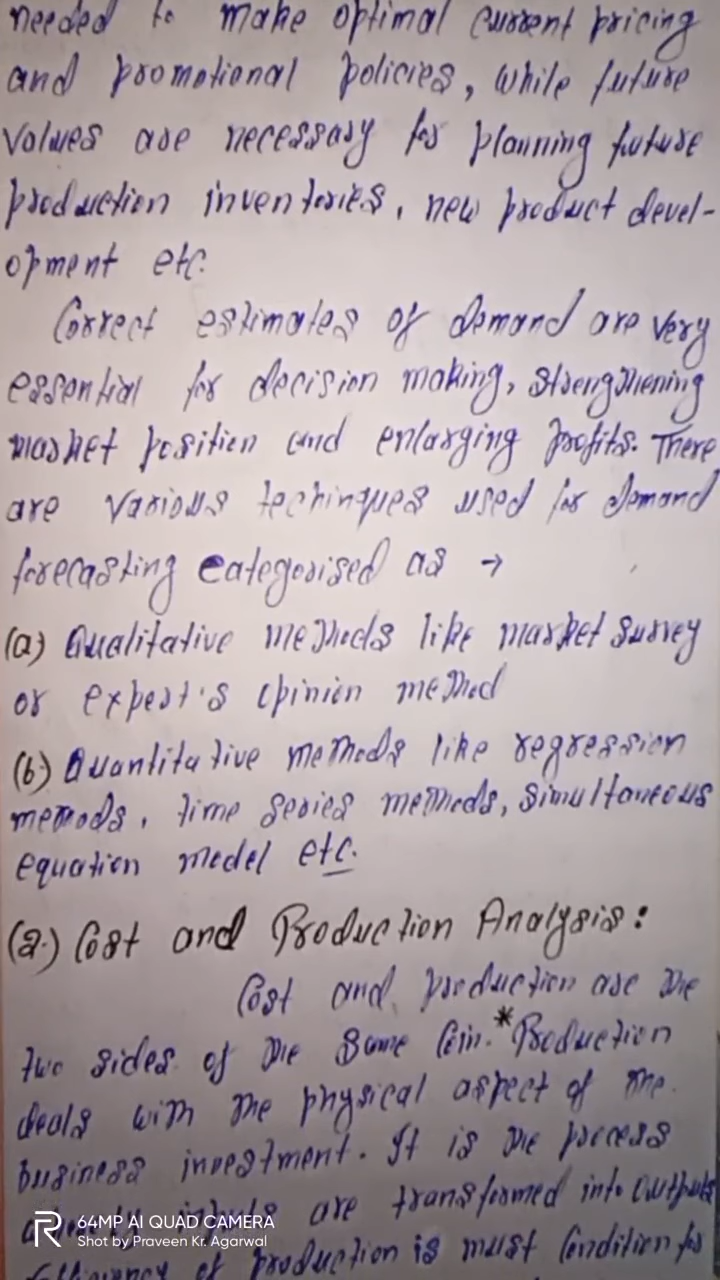 needed to make optimal current pricing
and promotional policies, while future
values are necessary for planning future
production inventories, new product devel-
opment etc.
Correct estimates of demand are very
essential for decision making, strengthening
market position and enlarging profits. There
are various techinques used for demand
forecasting categorised as →
(a) Qualitative methods like market survey
or expert's opinion method
(b) Quantitative methods like regression
methods, time series methods, simultaneous
equation model etc.
(2.) Cost and Production Analysis:
Cost and production are the
two sides of the same coin. *Production
deals with the physical aspect of the
business investment. It is the process
inputs are transformed into outputs
of production is must condition for
64MP AI QUAD CAMERA
Shot by Praveen Kr. Agarwal